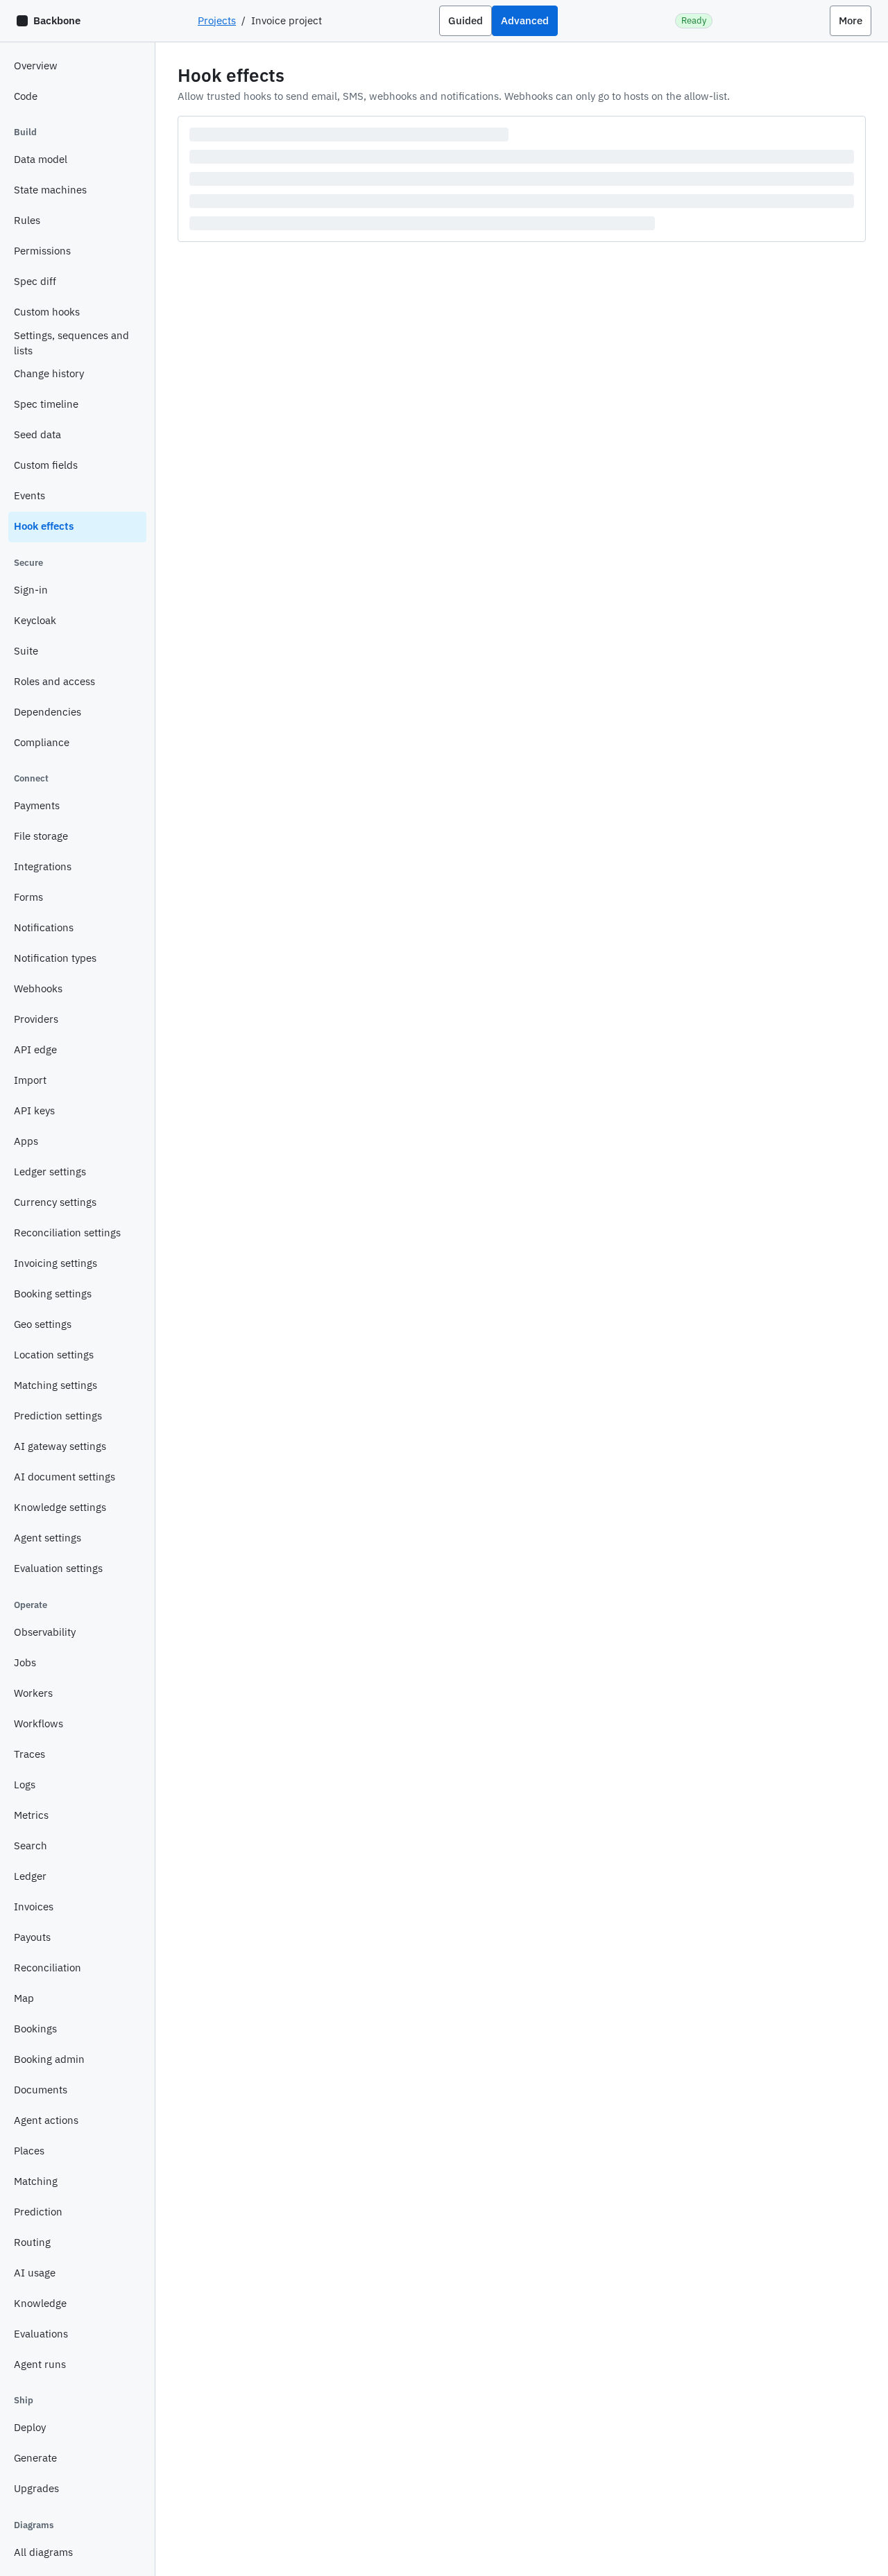 Backbone
Projects / Invoice project
Guided
Advanced
Ready
More
Overview
Code
Build
Data model
State machines
Rules
Permissions
Spec diff
Custom hooks
Settings, sequences and
lists
Change history
Spec timeline
Seed data
Custom fields
Events
Hook effects
Secure
Sign-in
Keycloak
Suite
Roles and access
Dependencies
Compliance
Connect
Payments
File storage
Integrations
Forms
Notifications
Notification types
Webhooks
Providers
API edge
Import
API keys
Apps
Ledger settings
Currency settings
Reconciliation settings
Invoicing settings
Booking settings
Geo settings
Location settings
Matching settings
Prediction settings
AI gateway settings
AI document settings
Knowledge settings
Agent settings
Evaluation settings
Operate
Observability
Jobs
Workers
Workflows
Traces
Logs
Metrics
Search
Ledger
Invoices
Payouts
Reconciliation
Map
Bookings
Booking admin
Documents
Agent actions
Places
Matching
Prediction
Routing
AI usage
Knowledge
Evaluations
Agent runs
Ship
Deploy
Generate
Upgrades
Diagrams
All diagrams
Hook effects
Allow trusted hooks to send email, SMS, webhooks and notifications. Webhooks can only go to hosts on the allow-list.